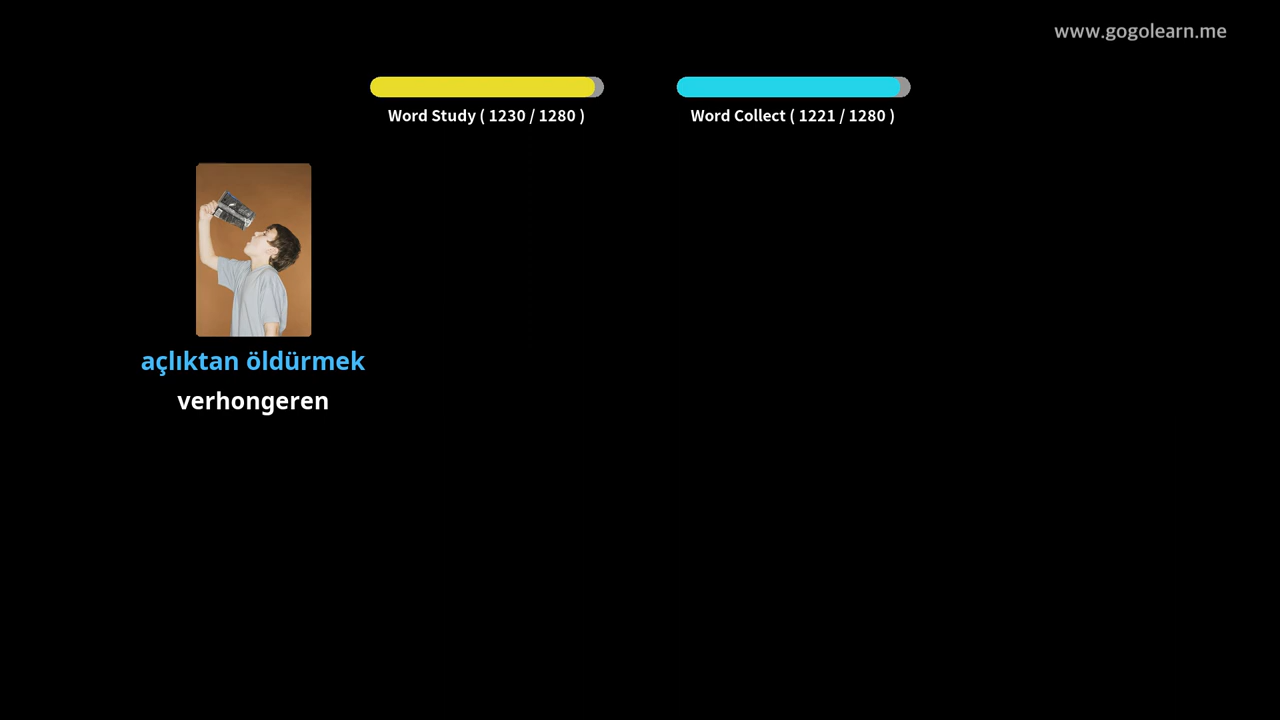 www.gogolearn.me
Word Study ( 1230 / 1280 )
Word Collect ( 1221 / 1280 )
açlıktan öldürmek
verhongeren